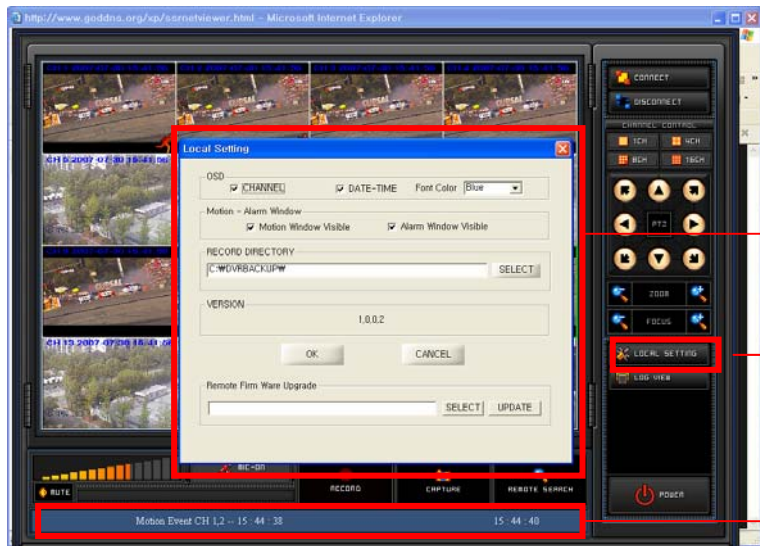 http://www.goddns.org/xp/ssrnetviewer.html - Microsoft Internet Explorer
CONNECT
DISCONNECT
CHANNEL CONTROL
1CH
4CH
8CH
16CH
PTZ
ZOOM
FOCUS
LOCAL SETTING
LOG VIEW
POWER
Local Setting
OSD
CHANNEL
DATE-TIME
Font Color
Blue
Motion - Alarm Window
Motion Window Visible
Alarm Window Visible
RECORD DIRECTORY
C:₩DVRBACKUP₩
SELECT
VERSION
1.0.0.2
OK
CANCEL
Remote Firm Ware Upgrade
SELECT
UPDATE
MIC-ON
MUTE
RECORD
CAPTURE
REMOTE SEARCH
Motion Event CH 1,2 -- 15 : 44 : 38
15 : 44 : 40